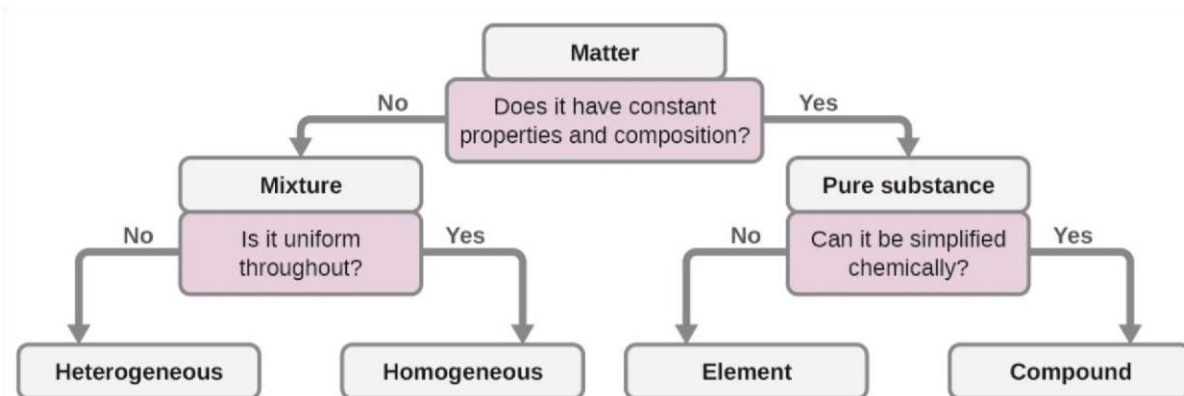 Matter
No
Does it have constant
properties and composition?
Yes
Mixture
Pure substance
No
Is it uniform
throughout?
Yes
No
Can it be simplified
chemically?
Yes
Heterogeneous
Homogeneous
Element
Compound